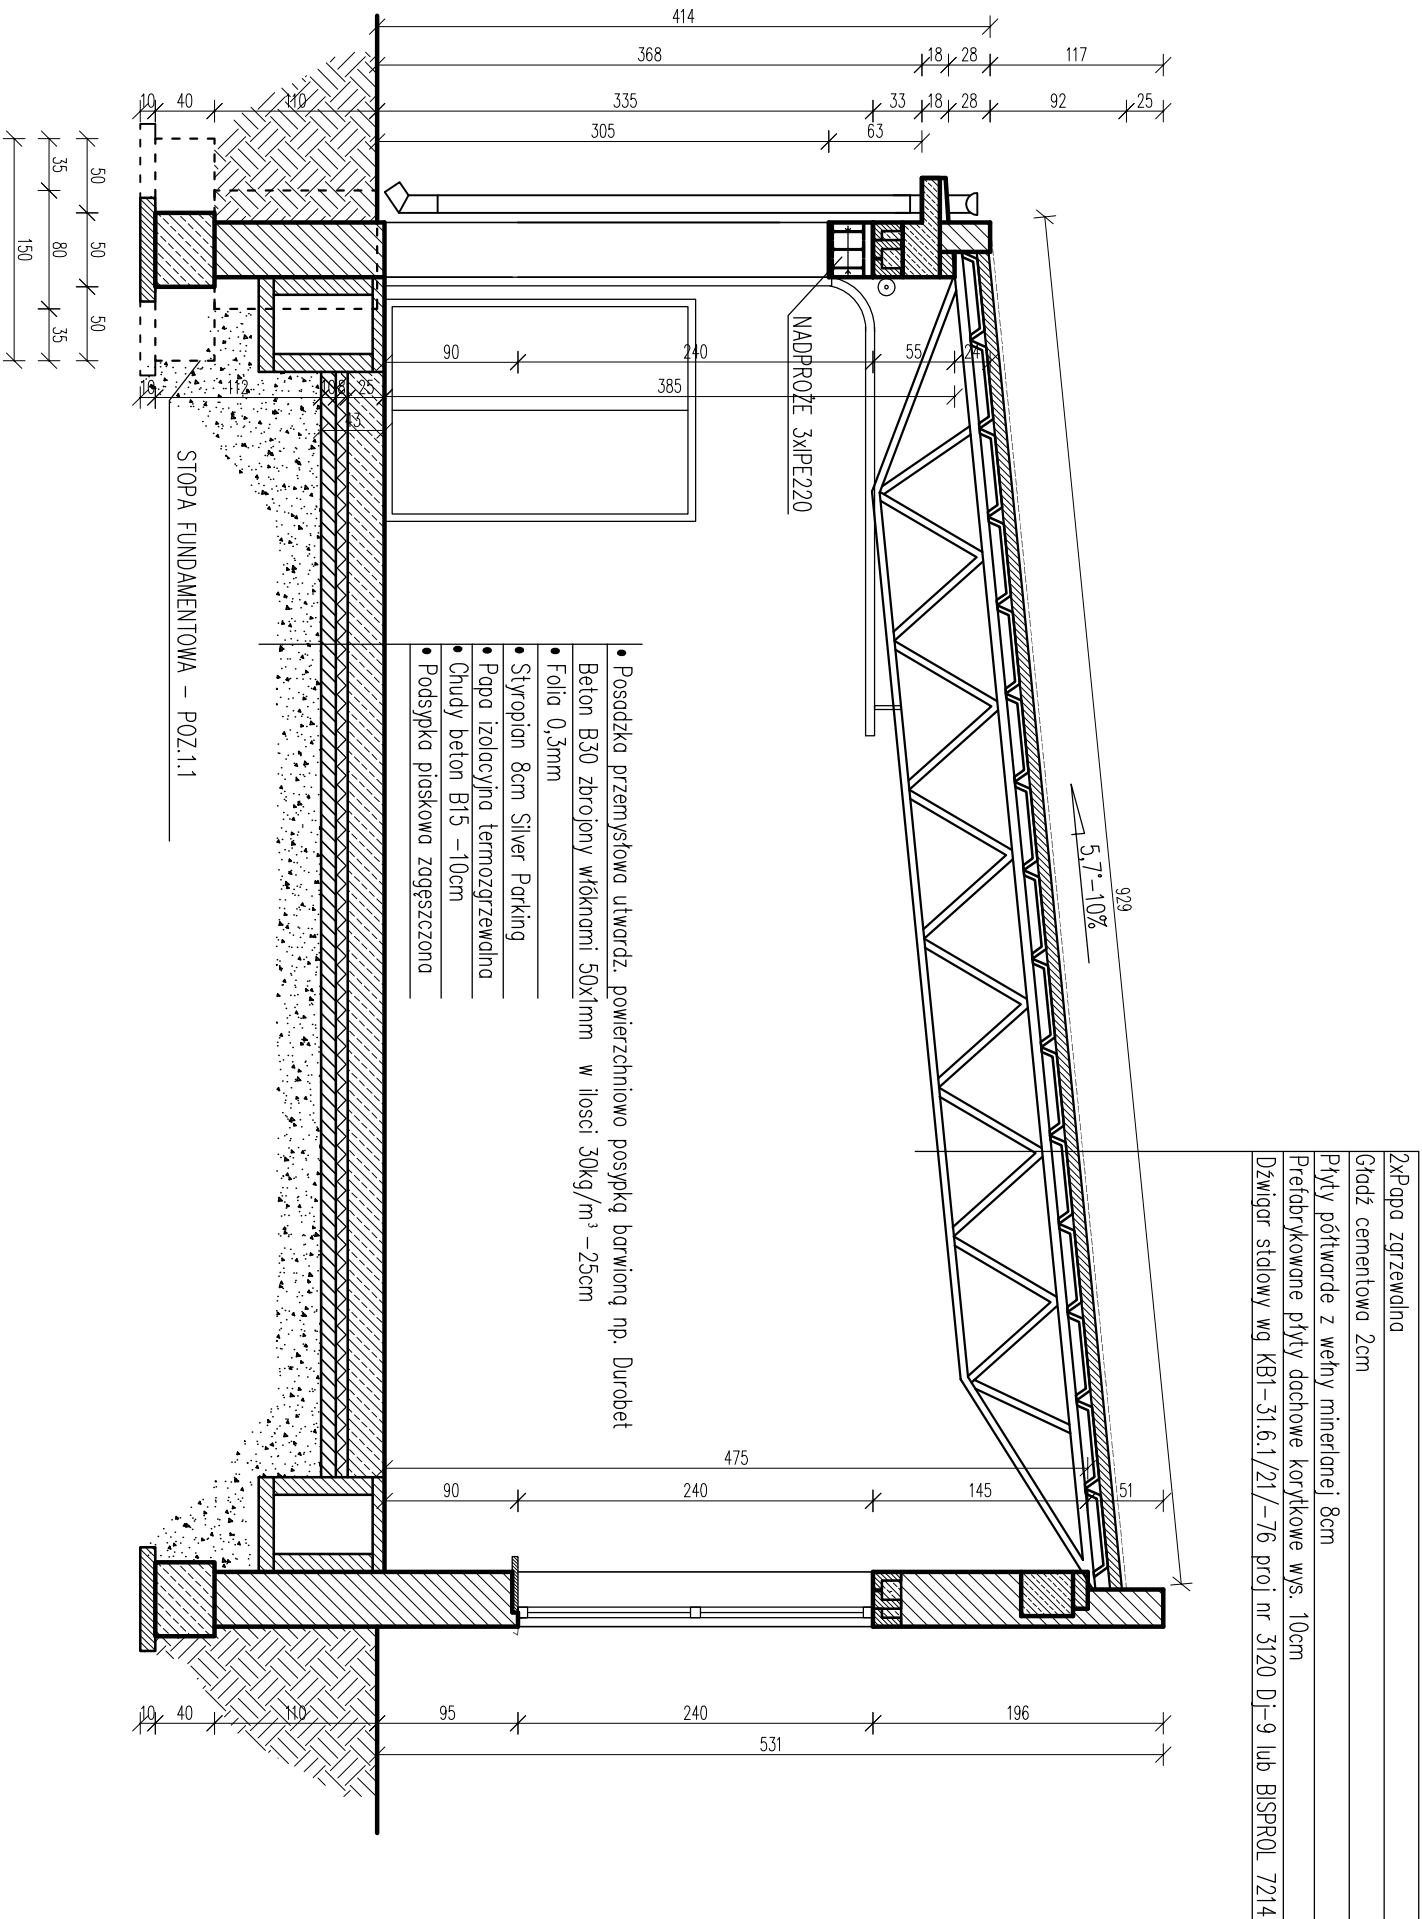 2xPapa zgrzewalna
Gładź cementowa 2cm
Płyty półtwarde z wełny minerlanej 8cm
Prefabrykowane płyty dachowe korytkowe wys. 10cm
Dźwigar stalowy wg KB1-31.6.1/21/-76 proj nr 3120 Dj-9 lub BISPROL 7214
929
5,7°-10%
NADPROŻE 3xIPE220
• Posadzka przemysłowa utwardz. powierzchniowo posypką barwioną np. Durobet
Beton B30 zbrojony włóknami 50x1mm w ilosci 30kg/m³ -25cm
• Folia 0,3mm
• Styropian 8cm Silver Parking
• Papa izolacyjna termozgrzewalna
• Chudy beton B15 -10cm
• Podsypka piaskowa zagęszczona
STOPA FUNDAMENTOWA - POZ.1.1
414
117 28 18 368
25 92 28 18 33 335 110 40 10
63 305
24 55 240 90
385 25 8 10 112 10
43
475
51 145 240 90
196 240 95 110 40 10
531
50 50 50
35 80 35
150